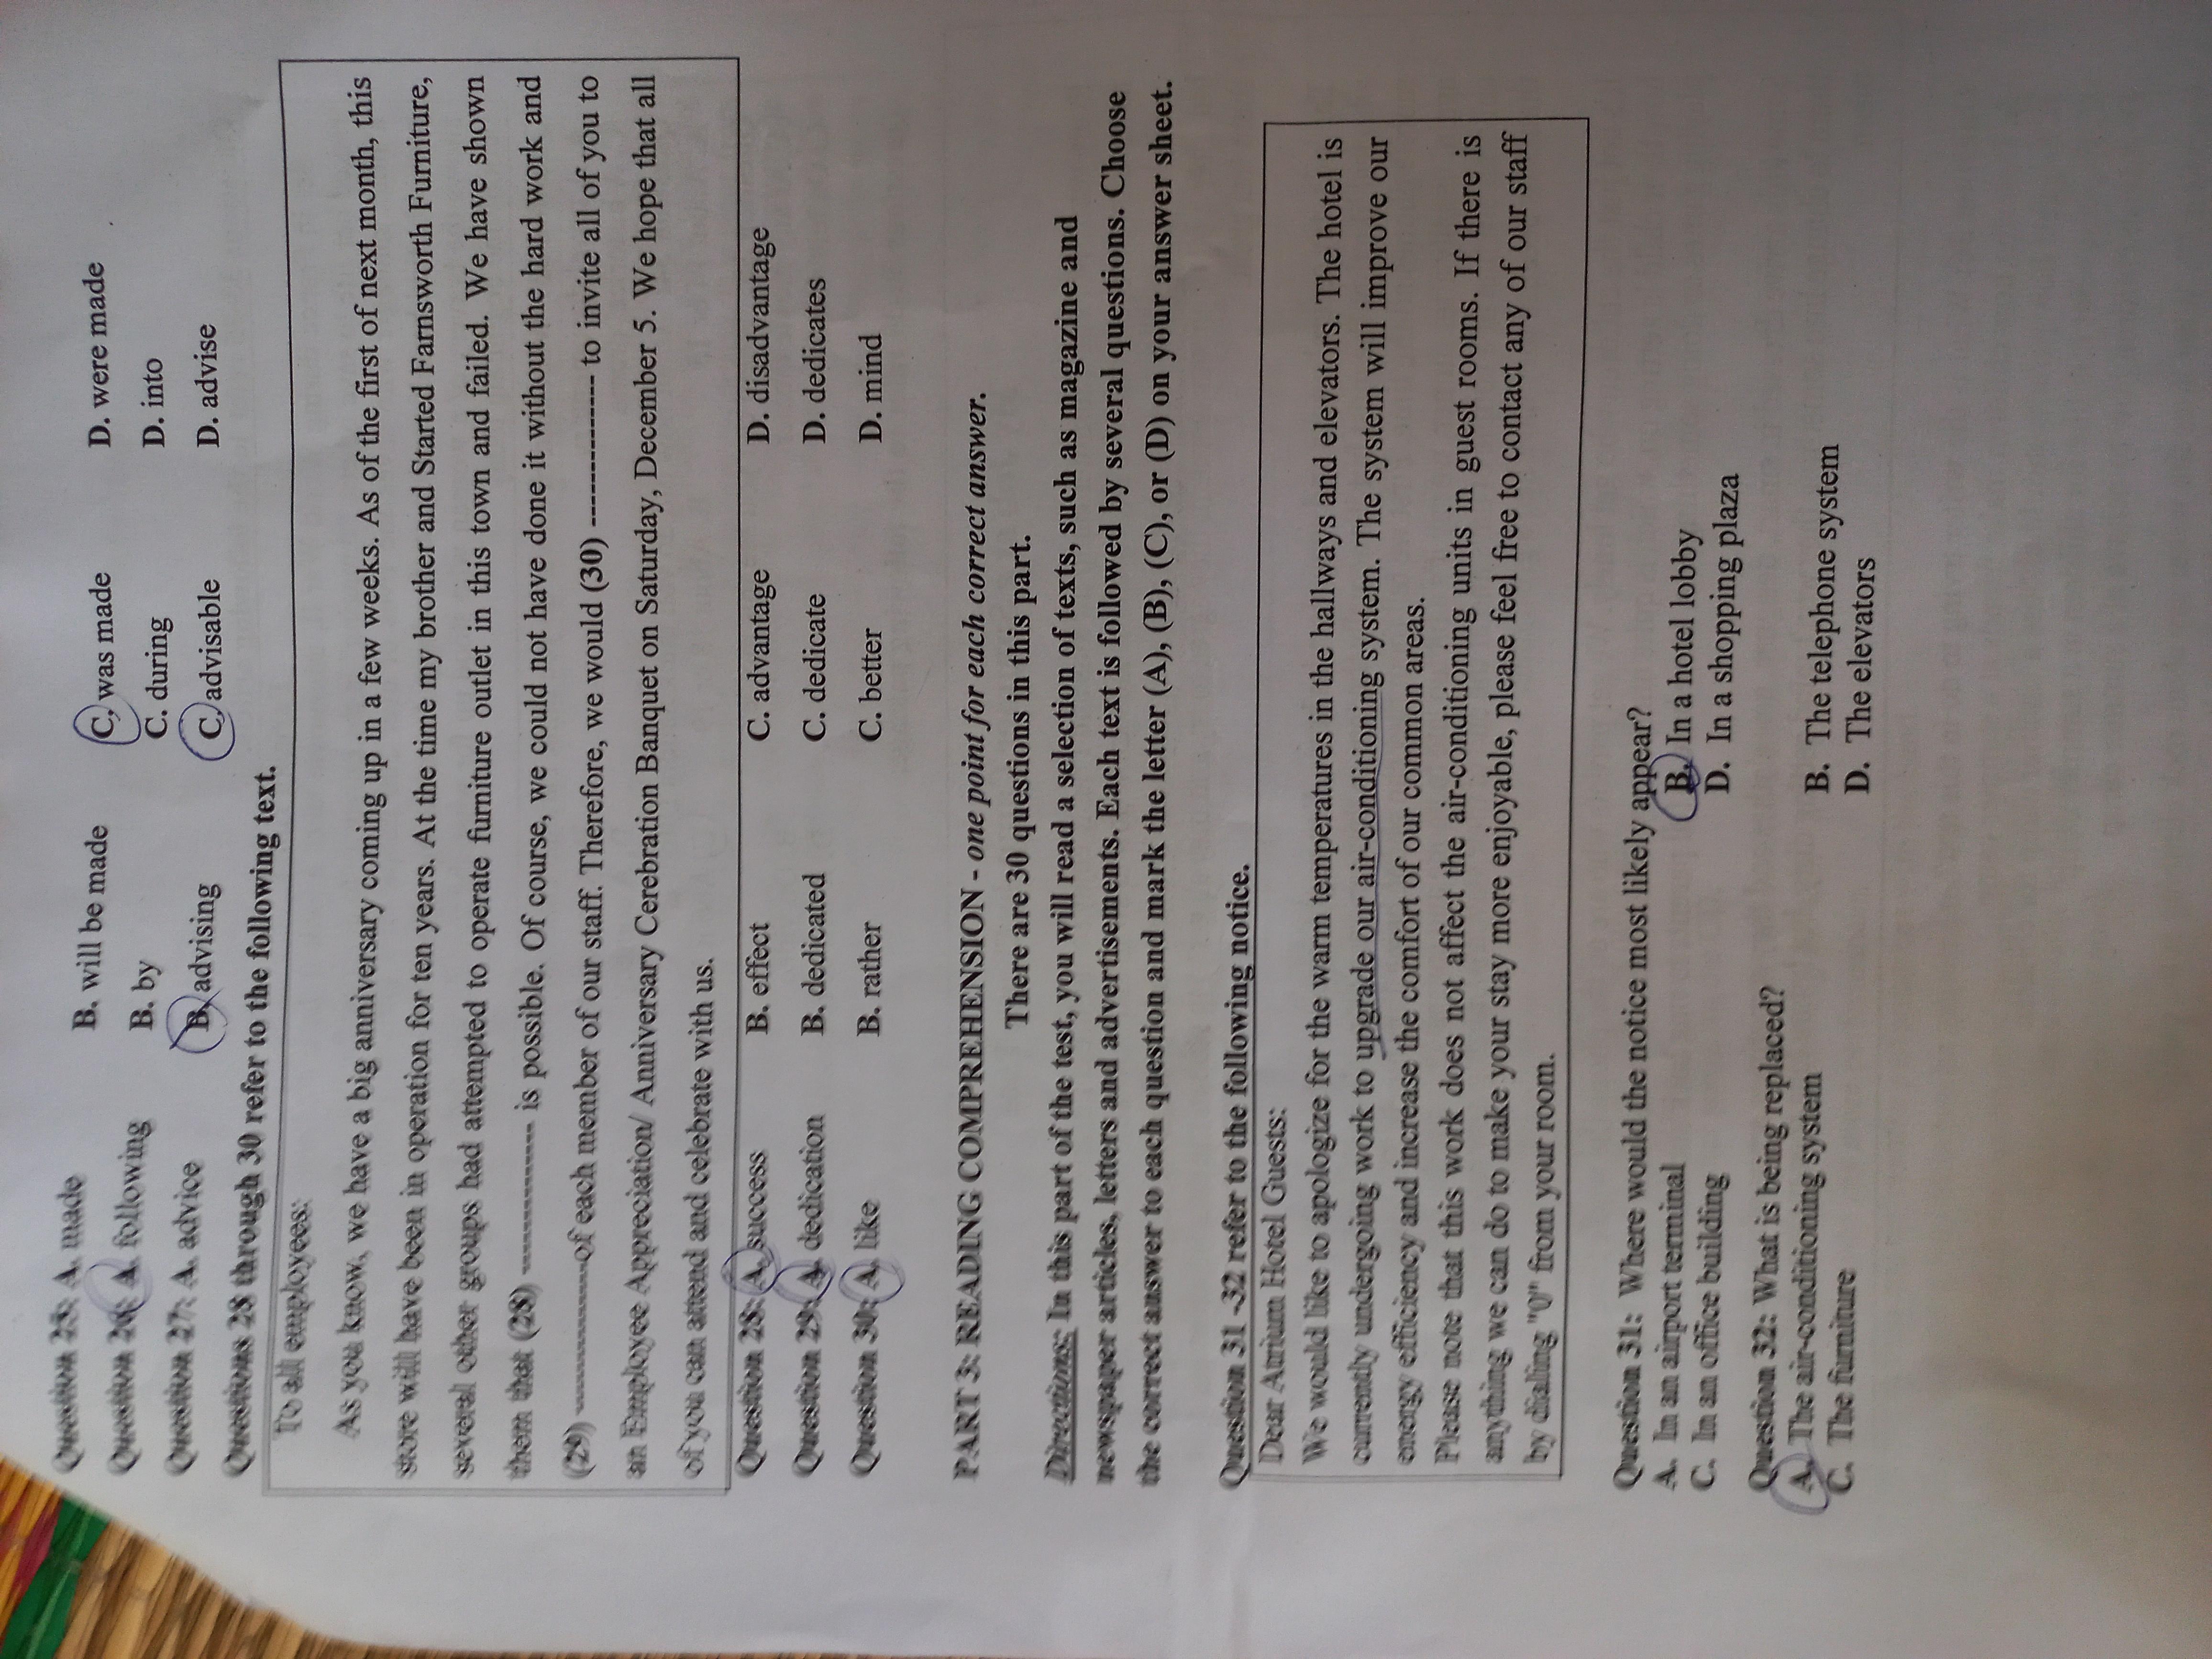 Question 25: A. made B. will be made C. was made D. were made
Question 26: A. following B. by C. during D. into
Question 27: A. advice B. advising C. advisable D. advise
Questions 28 through 30 refer to the following text.
To all employees:
As you know, we have a big anniversary coming up in a few weeks. As of the first of next month, this
store will have been in operation for ten years. At the time my brother and Started Farnsworth Furniture,
several other groups had attempted to operate furniture outlet in this town and failed. We have shown
them that (28) ------------- is possible. Of course, we could not have done it without the hard work and
(29) -------------of each member of our staff. Therefore, we would (30) ------------- to invite all of you to
an Employee Appreciation/ Anniversary Cerebration Banquet on Saturday, December 5. We hope that all
of you can attend and celebrate with us.
Question 28: A. success B. effect C. advantage D. disadvantage
Question 29: A. dedication B. dedicated C. dedicate D. dedicates
Question 30: A. like B. rather C. better D. mind
PART 3: READING COMPREHENSION - one point for each correct answer.
There are 30 questions in this part.
Directions: In this part of the test, you will read a selection of texts, such as magazine and
newspaper articles, letters and advertisements. Each text is followed by several questions. Choose
the correct answer to each question and mark the letter (A), (B), (C), or (D) on your answer sheet.
Question 31 -32 refer to the following notice.
Dear Atrium Hotel Guests:
We would like to apologize for the warm temperatures in the hallways and elevators. The hotel is
currently undergoing work to upgrade our air-conditioning system. The system will improve our
energy efficiency and increase the comfort of our common areas.
Please note that this work does not affect the air-conditioning units in guest rooms. If there is
anything we can do to make your stay more enjoyable, please feel free to contact any of our staff
by dialing "0" from your room.
Question 31: Where would the notice most likely appear?
A. In an airport terminal B. In a hotel lobby
C. In an office building D. In a shopping plaza
Question 32: What is being replaced?
A. The air-conditioning system B. The telephone system
C. The furniture D. The elevators